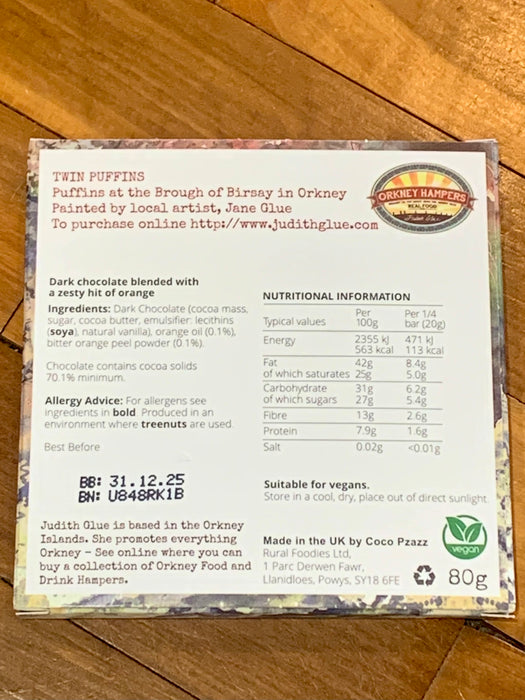 TWIN PUFFINS
Puffins at the Brough of Birsay in Orkney
Painted by local artist, Jane Glue
To purchase online http://www.judithglue.com
ORKNEY HAMPERS
REAL FOOD
Dark chocolate blended with
a zesty hit of orange
Ingredients: Dark Chocolate (cocoa mass,
sugar, cocoa butter, emulsifier: lecithins
(soya), natural vanilla), orange oil (0.1%),
bitter orange peel powder (0.1%).
Chocolate contains cocoa solids
70.1% minimum.
Allergy Advice: For allergens see
ingredients in bold. Produced in an
environment where treenuts are used.
Best Before
BB: 31.12.25
BN: U848RK1B
Judith Glue is based in the Orkney
Islands. She promotes everything
Orkney – See online where you can
buy a collection of Orkney Food and
Drink Hampers.
NUTRITIONAL INFORMATION
Typical values Per 100g Per 1/4 bar (20g)
Energy 2355 kJ 471 kJ
563 kcal 113 kcal
Fat 42g 8.4g
of which saturates 25g 5.0g
Carbohydrate 31g 6.2g
of which sugars 27g 5.4g
Fibre 13g 2.6g
Protein 7.9g 1.6g
Salt 0.02g <0.01g
Suitable for vegans.
Store in a cool, dry, place out of direct sunlight.
Made in the UK by Coco Pzazz
Rural Foodies Ltd,
1 Parc Derwen Fawr,
Llanidloes, Powys, SY18 6FE
vegan
80g